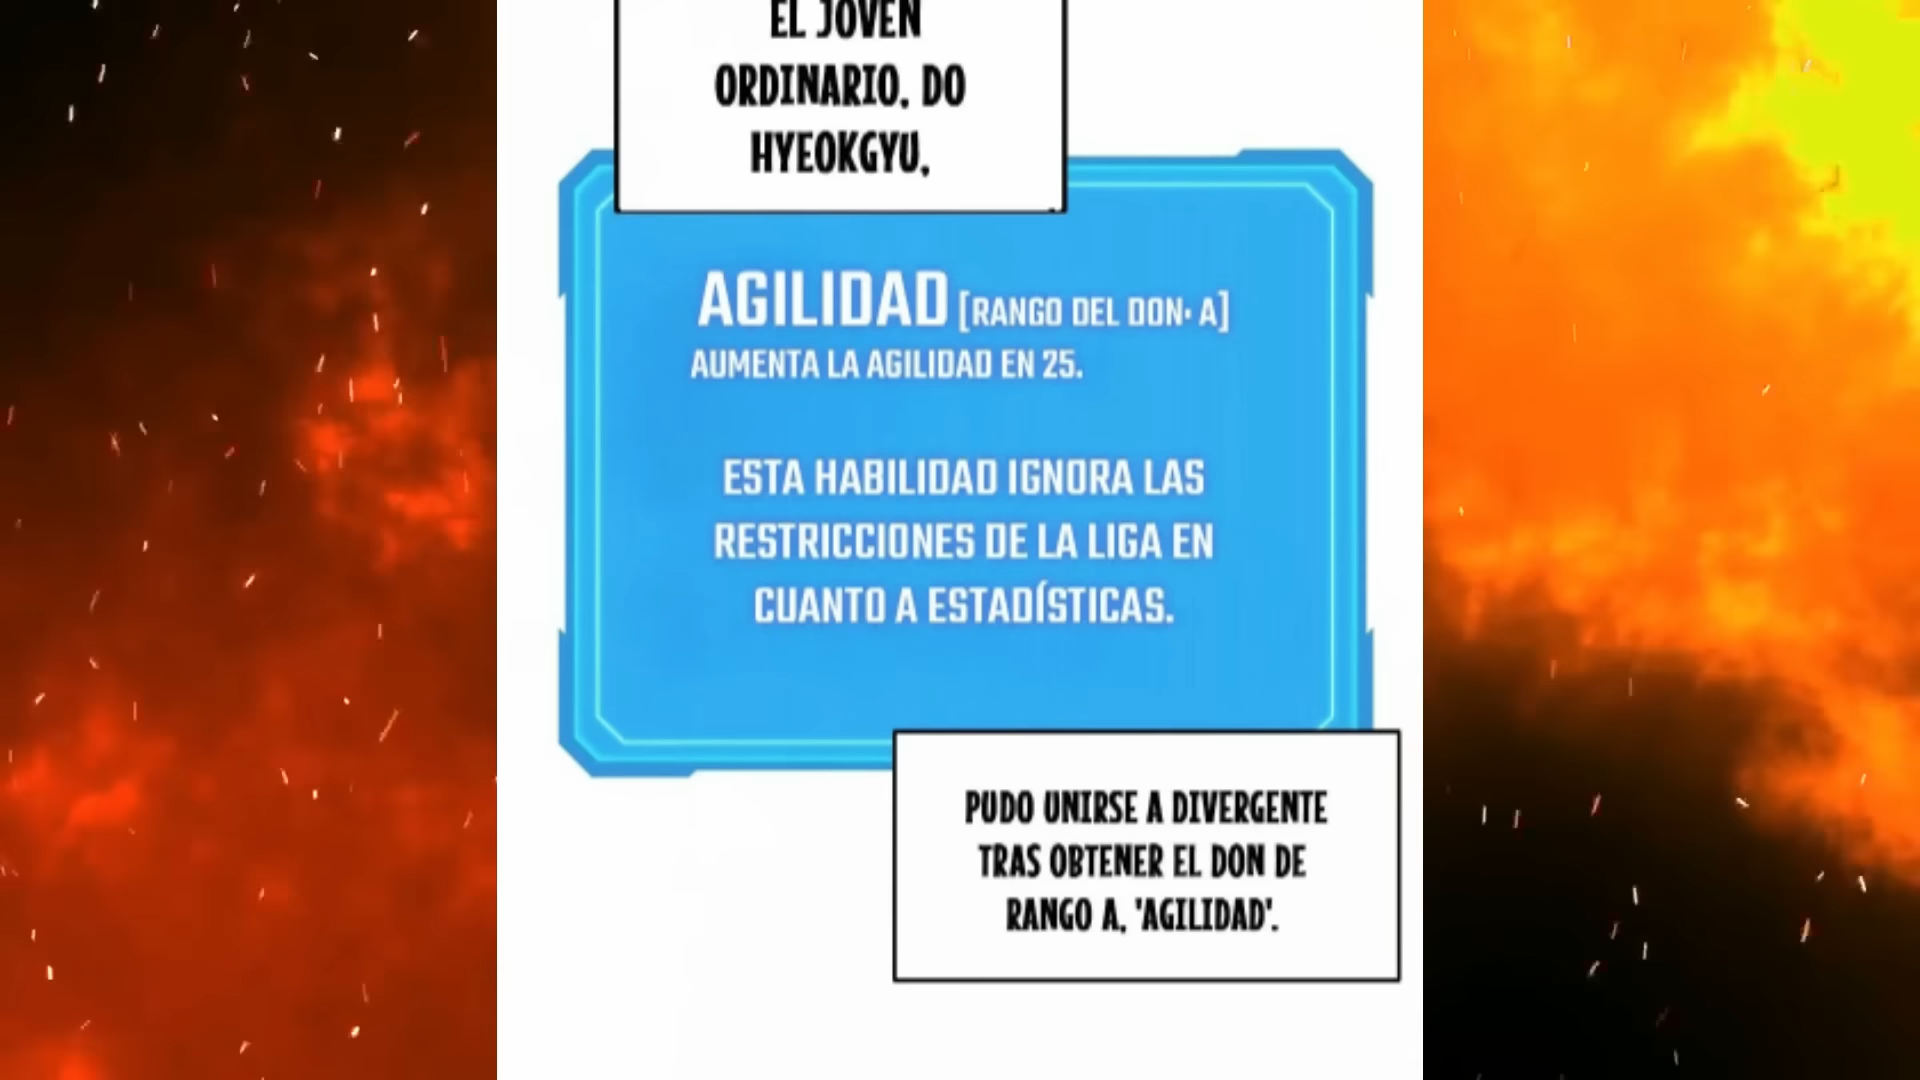 EL JOVEN
ORDINARIO, DO
HYEOKGYU,
AGILIDAD [RANGO DEL DON: A]
AUMENTA LA AGILIDAD EN 25.
ESTA HABILIDAD IGNORA LAS
RESTRICCIONES DE LA LIGA EN
CUANTO A ESTADÍSTICAS.
PUDO UNIRSE A DIVERGENTE
TRAS OBTENER EL DON DE
RANGO A, 'AGILIDAD'.